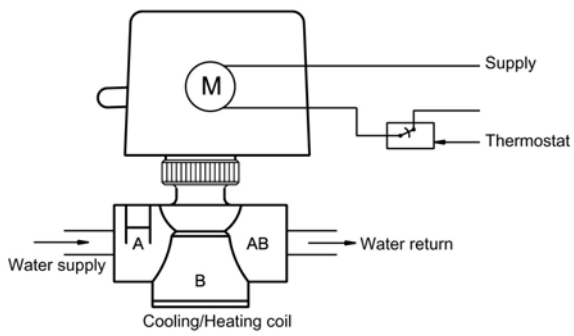 M
Supply
Thermostat
A
AB
Water return
Water supply
B
Cooling/Heating coil